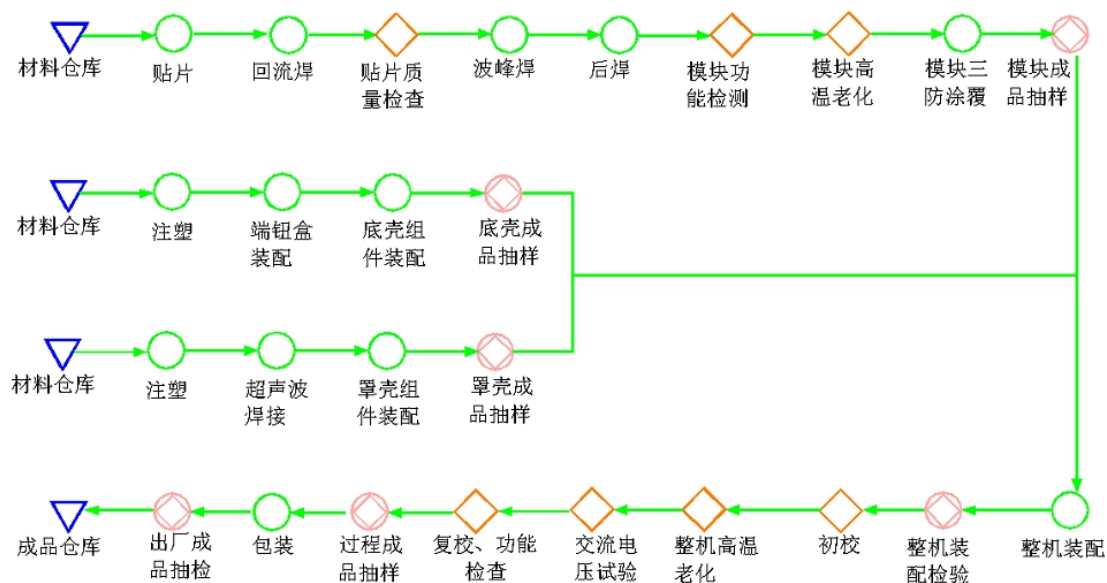 材料仓库
贴片
回流焊
贴片质
量检查
波峰焊
后焊
模块功
能检测
模块高
温老化
模块三
防涂覆
模块成
品抽样
材料仓库
注塑
端钮盒
装配
底壳组
件装配
底壳成
品抽样
材料仓库
注塑
超声波
焊接
罩壳组
件装配
罩壳成
品抽样
成品仓库
出厂成
品抽检
包装
过程成
品抽样
复校、功能
检查
交流电
压试验
整机高温
老化
初校
整机装
配检验
整机装配